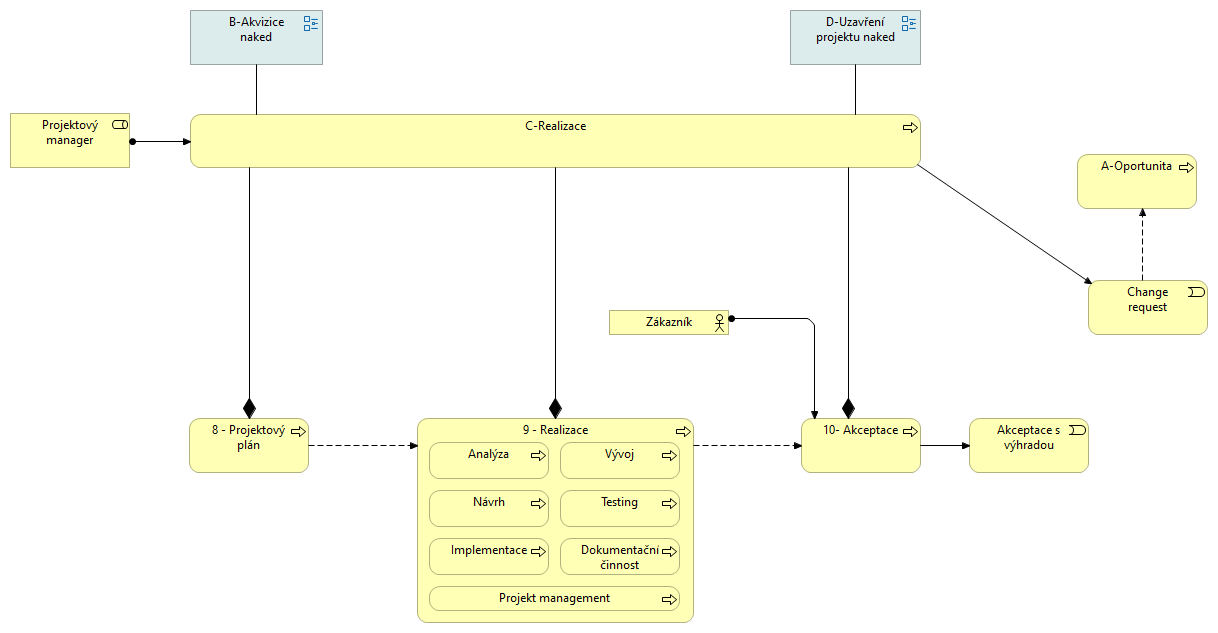 B-Akvizice
naked
D-Uzavření
projektu naked
Projektový
manager
C-Realizace
A-Oportunita
Change
request
Zákazník
8 - Projektový
plán
9 - Realizace
10- Akceptace
Akceptace s
výhradou
Analýza
Vývoj
Návrh
Testing
Implementace
Dokumentační
činnost
Projekt management